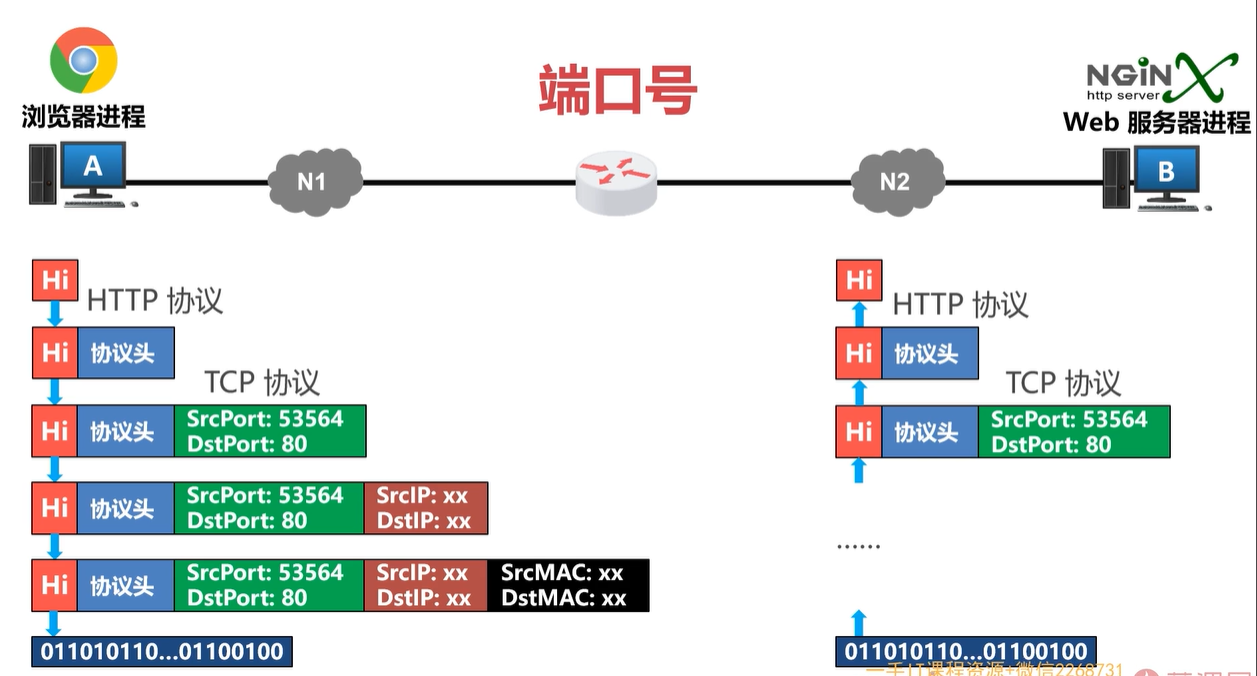 端口号
NGiNX
http server
浏览器进程
Web 服务器进程
A
N1
N2
B
Hi
HTTP 协议
Hi 协议头
TCP 协议
Hi 协议头 SrcPort: 53564
DstPort: 80
Hi 协议头 SrcPort: 53564 SrcIP: xx
DstPort: 80 DstIP: xx
Hi 协议头 SrcPort: 53564 SrcIP: xx SrcMAC: xx
DstPort: 80 DstIP: xx DstMAC: xx
011010110...01100100
Hi
HTTP 协议
Hi 协议头
TCP 协议
Hi 协议头 SrcPort: 53564
DstPort: 80
......
011010110...01100100
一手IT课程资源+微信2268731